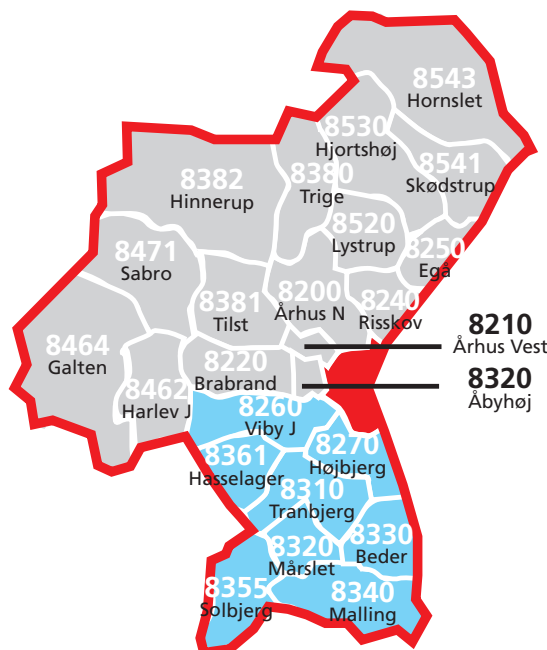 8543
Hornslet
8530
Hjortshøj
8541
Skødstrup
8380
Trige
8382
Hinnerup
8520
Lystrup
8250
Egå
8471
Sabro
8200
Århus N
8240
Risskov
8381
Tilst
8210
Århus Vest
8464
Galten
8220
Brabrand
8462
Harlev J
8320
Åbyhøj
8260
Viby J
8270
Højbjerg
8361
Hasselager
8310
Tranbjerg
8330
Beder
8320
Mårslet
8355
Solbjerg
8340
Malling